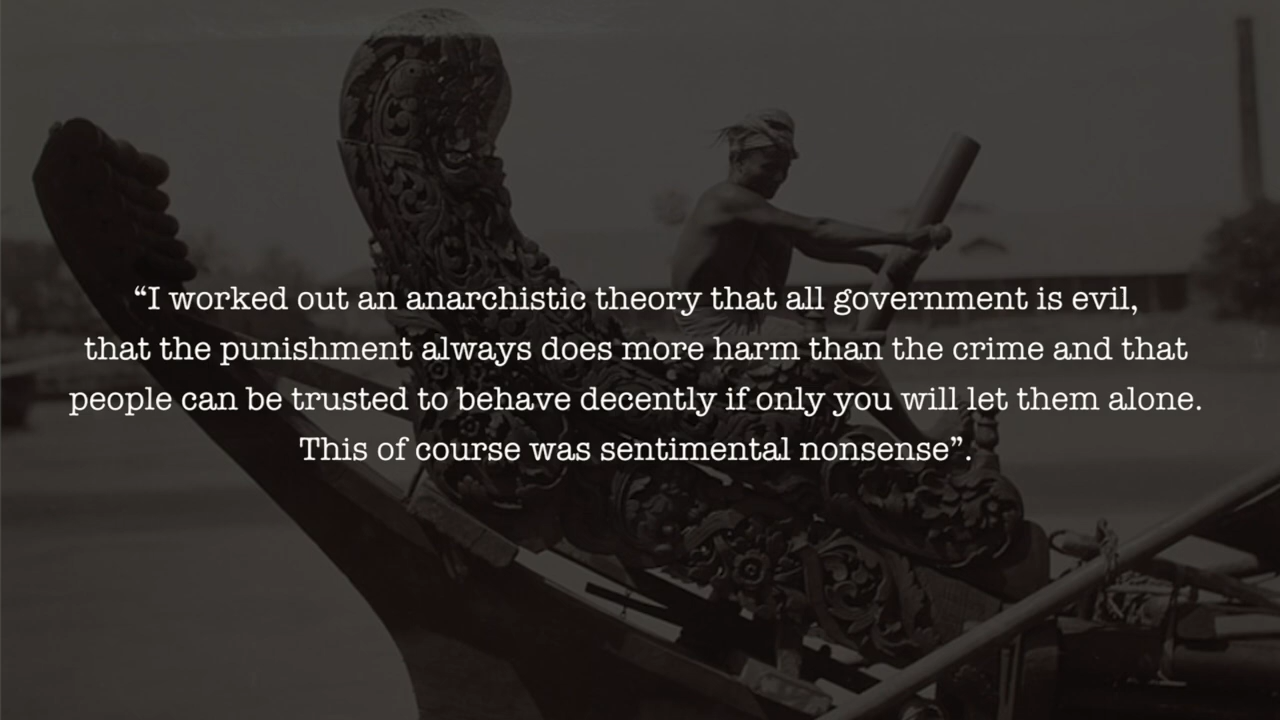 “I worked out an anarchistic theory that all government is evil,
that the punishment always does more harm than the crime and that
people can be trusted to behave decently if only you will let them alone.
This of course was sentimental nonsense”.